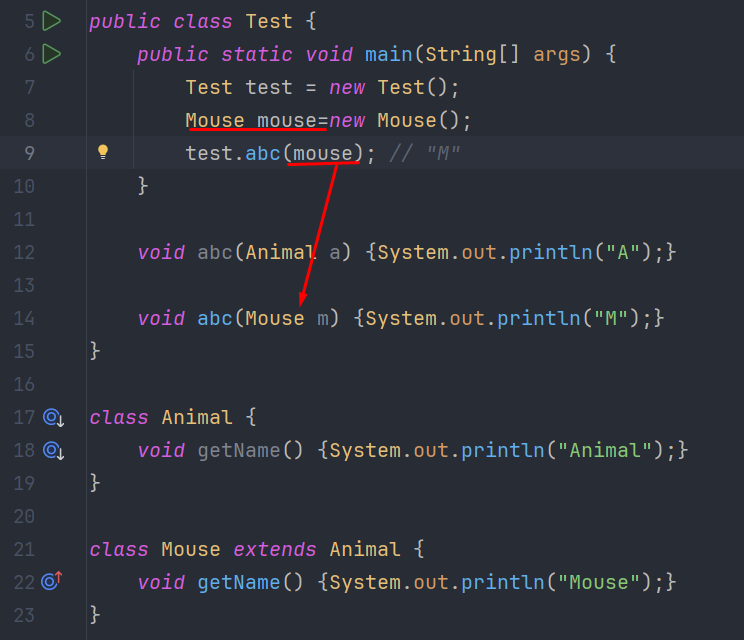 5 public class Test {
6 public static void main(String[] args) {
7 Test test = new Test();
8 Mouse mouse=new Mouse();
9 test.abc(mouse); // "M"
10 }
11
12 void abc(Animal a) {System.out.println("A");}
13
14 void abc(Mouse m) {System.out.println("M");}
15 }
16
17 class Animal {
18 void getName() {System.out.println("Animal");}
19 }
20
21 class Mouse extends Animal {
22 void getName() {System.out.println("Mouse");}
23 }